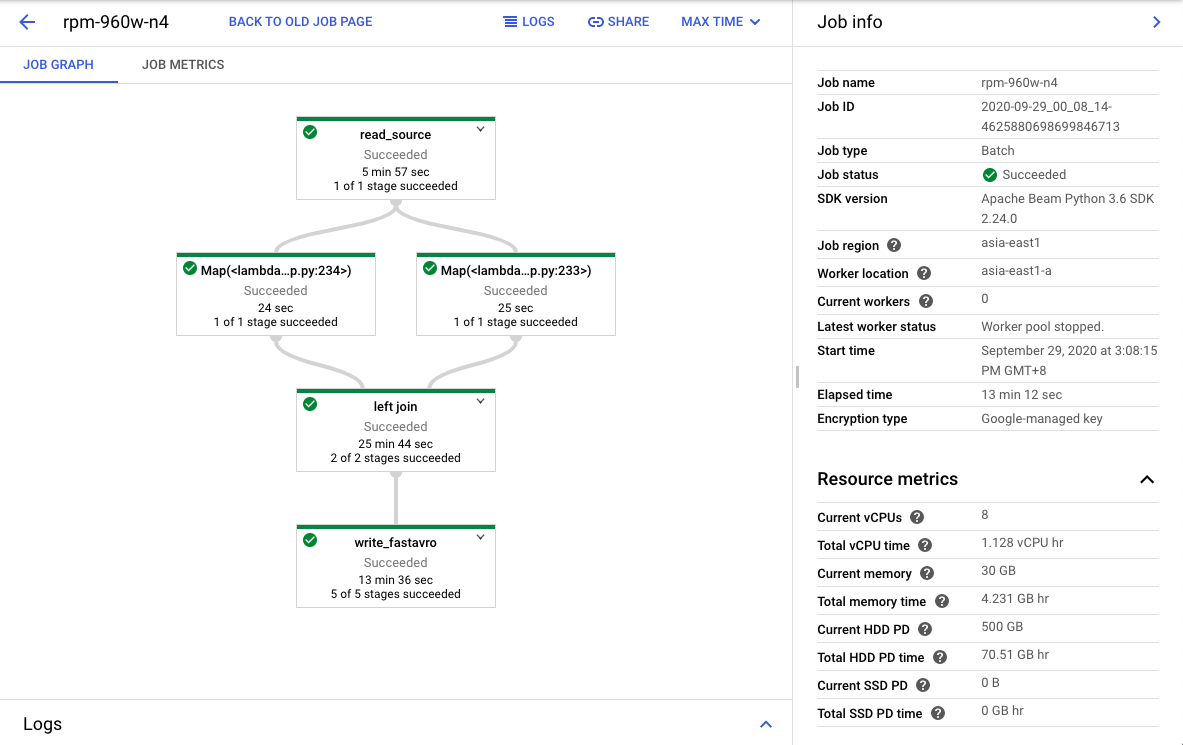 rpm-960w-n4
BACK TO OLD JOB PAGE
LOGS
SHARE
MAX TIME
JOB GRAPH
JOB METRICS
read_source
Succeeded
5 min 57 sec
1 of 1 stage succeeded
Map(<lambda...p.py:234>)
Succeeded
24 sec
1 of 1 stage succeeded
Map(<lambda...p.py:233>)
Succeeded
25 sec
1 of 1 stage succeeded
left join
Succeeded
25 min 44 sec
2 of 2 stages succeeded
write_fastavro
Succeeded
13 min 36 sec
5 of 5 stages succeeded
Logs
Job info
Job name rpm-960w-n4
Job ID 2020-09-29_00_08_14-
4625880698699846713
Job type Batch
Job status Succeeded
SDK version Apache Beam Python 3.6 SDK
2.24.0
Job region ? asia-east1
Worker location ? asia-east1-a
Current workers ? 0
Latest worker status Worker pool stopped.
Start time September 29, 2020 at 3:08:15
PM GMT+8
Elapsed time 13 min 12 sec
Encryption type Google-managed key
Resource metrics
Current vCPUs ? 8
Total vCPU time ? 1.128 vCPU hr
Current memory ? 30 GB
Total memory time ? 4.231 GB hr
Current HDD PD ? 500 GB
Total HDD PD time ? 70.51 GB hr
Current SSD PD ? 0 B
Total SSD PD time ? 0 GB hr